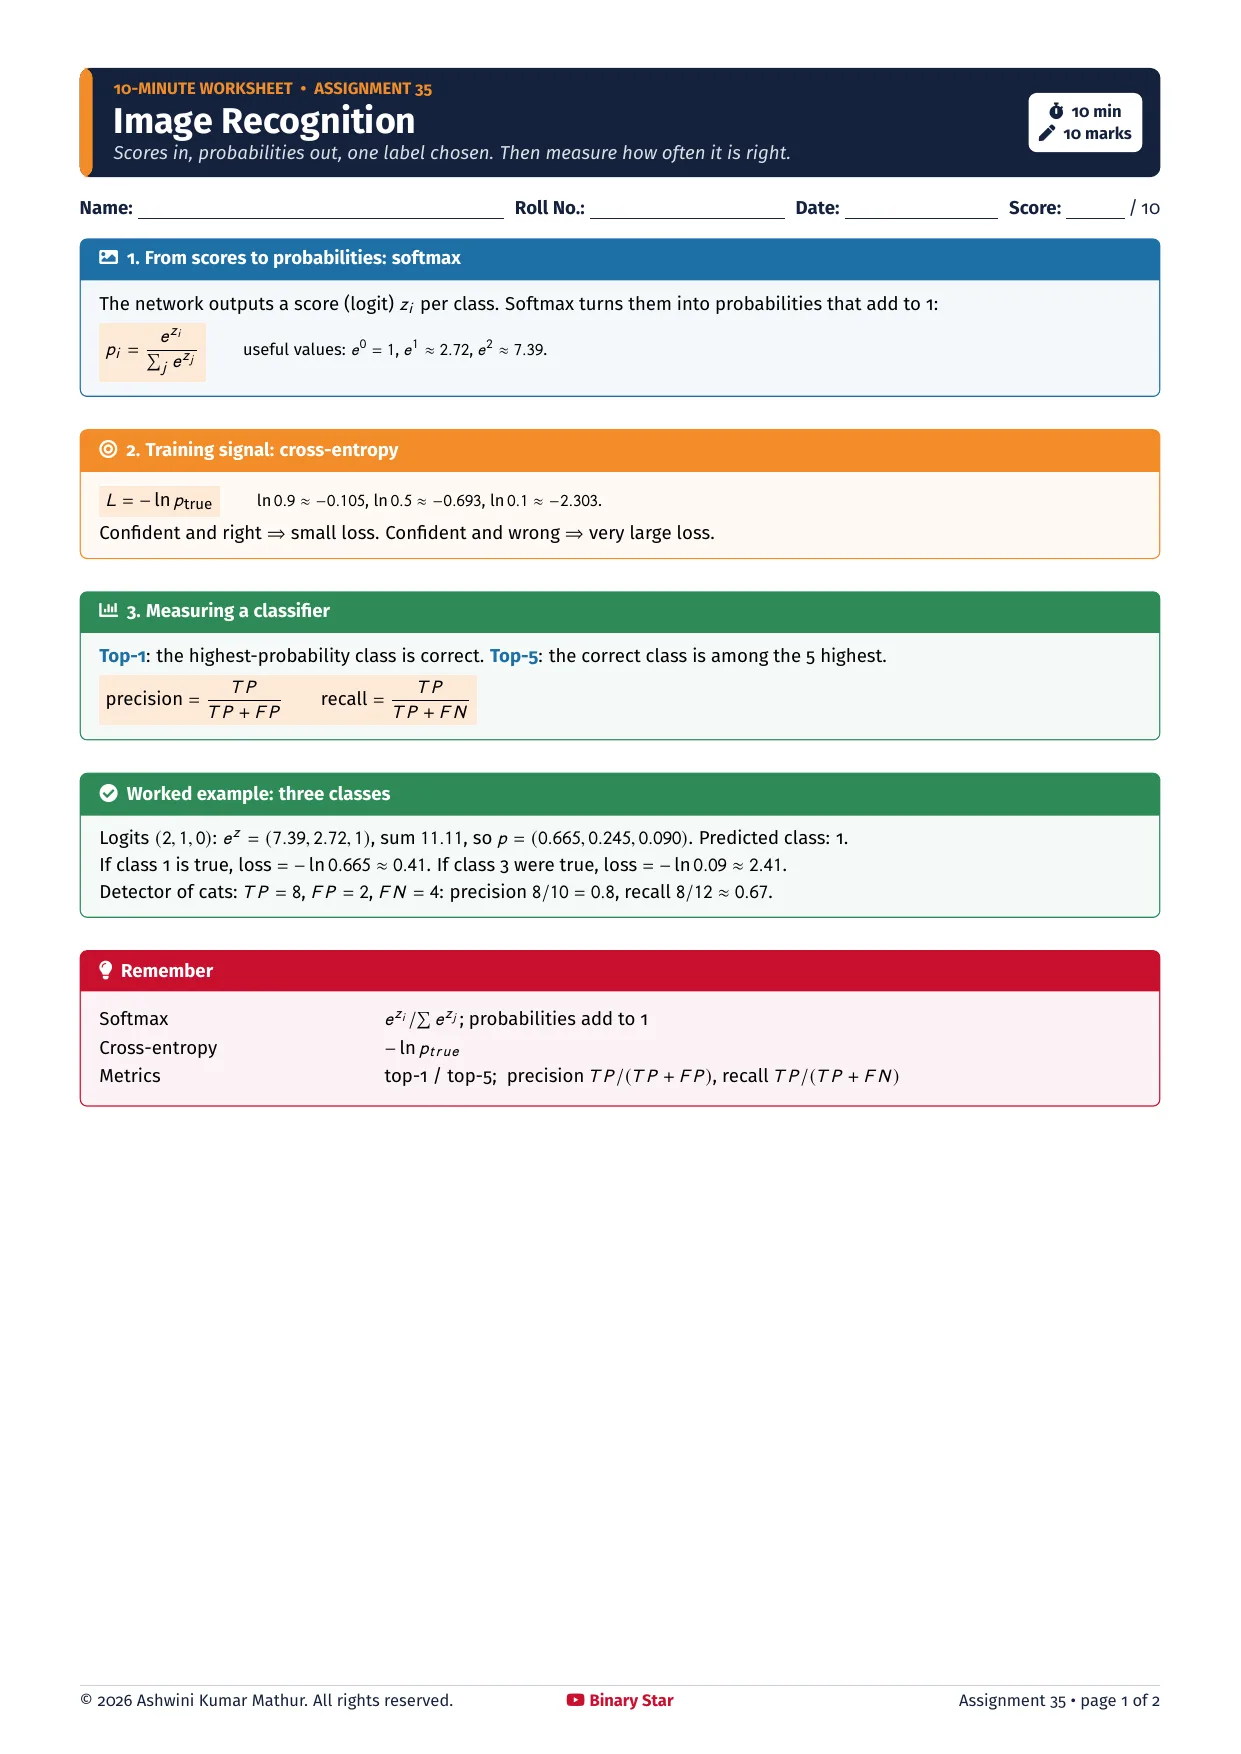 10-MINUTE WORKSHEET • ASSIGNMENT 35
Image Recognition
Scores in, probabilities out, one label chosen. Then measure how often it is right.
10 min
10 marks
Name: Roll No.: Date: Score: / 10
1. From scores to probabilities: softmax
The network outputs a score (logit) z_i per class. Softmax turns them into probabilities that add to 1:
p_i = e^{z_i} / ∑_j e^{z_j} useful values: e^0 = 1, e^1 ≈ 2.72, e^2 ≈ 7.39.
2. Training signal: cross-entropy
L = − ln p_true ln 0.9 ≈ −0.105, ln 0.5 ≈ −0.693, ln 0.1 ≈ −2.303.
Confident and right ⇒ small loss. Confident and wrong ⇒ very large loss.
3. Measuring a classifier
Top-1: the highest-probability class is correct. Top-5: the correct class is among the 5 highest.
precision = TP / (TP + FP) recall = TP / (TP + FN)
Worked example: three classes
Logits (2, 1, 0): e^z = (7.39, 2.72, 1), sum 11.11, so p = (0.665, 0.245, 0.090). Predicted class: 1.
If class 1 is true, loss = − ln 0.665 ≈ 0.41. If class 3 were true, loss = − ln 0.09 ≈ 2.41.
Detector of cats: TP = 8, FP = 2, FN = 4: precision 8/10 = 0.8, recall 8/12 ≈ 0.67.
Remember
Softmax e^{z_i}/∑ e^{z_j}; probabilities add to 1
Cross-entropy − ln p_true
Metrics top-1 / top-5; precision TP/(TP + FP), recall TP/(TP + FN)
© 2026 Ashwini Kumar Mathur. All rights reserved. Binary Star Assignment 35 • page 1 of 2